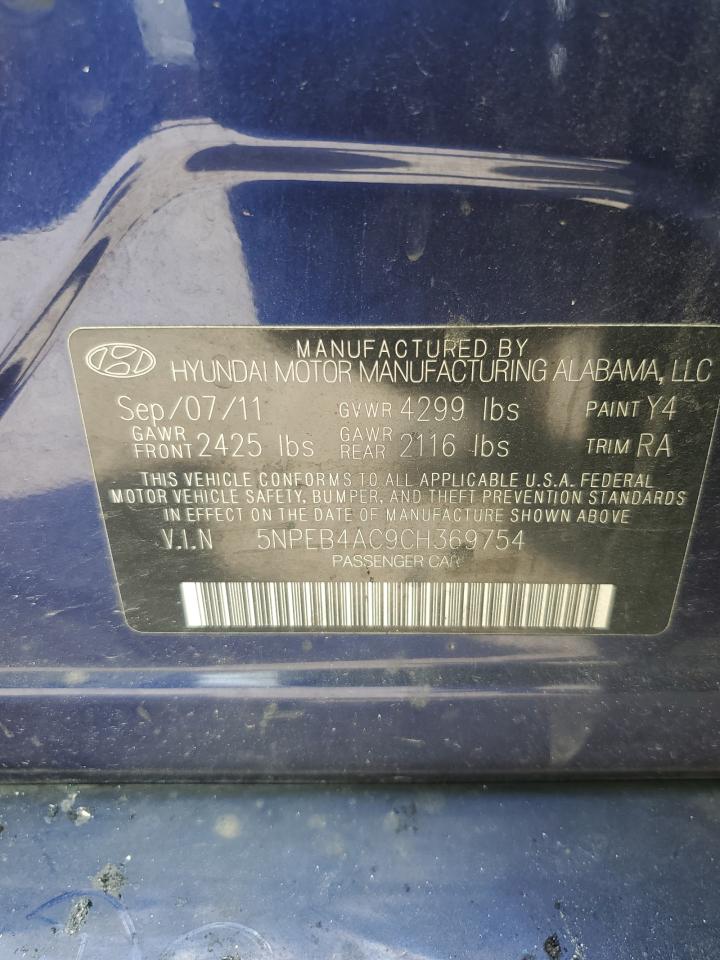 MANUFACTURED BY
HYUNDAI MOTOR MANUFACTURING ALABAMA, LLC
Sep/07/11 GVWR 4299 lbs PAINT Y4
GAWR FRONT 2425 lbs GAWR REAR 2116 lbs TRIM RA
THIS VEHICLE CONFORMS TO ALL APPLICABLE U.S.A. FEDERAL
MOTOR VEHICLE SAFETY, BUMPER, AND THEFT PREVENTION STANDARDS
IN EFFECT ON THE DATE OF MANUFACTURE SHOWN ABOVE
V.I.N 5NPEB4AC9CH369754
PASSENGER CAR